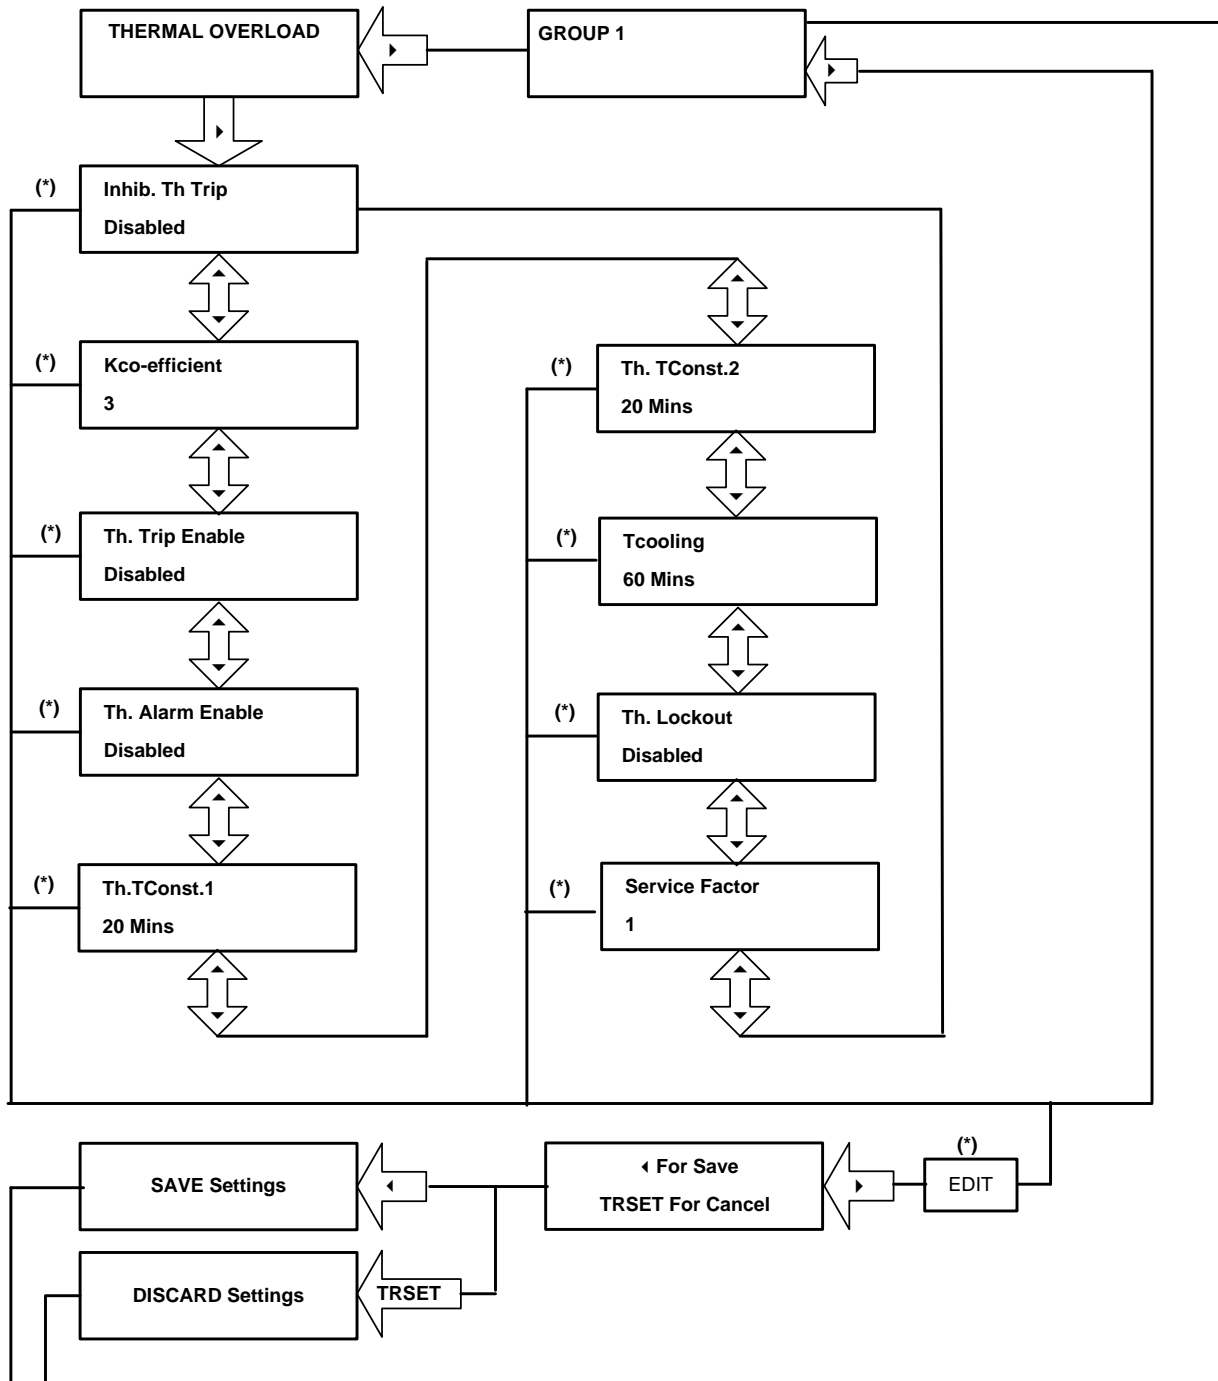 THERMAL OVERLOAD
GROUP 1
(*)
Inhib. Th Trip
Disabled
(*)
Kco-efficient
3
(*)
Th. Trip Enable
Disabled
(*)
Th. Alarm Enable
Disabled
(*)
Th.TConst.1
20 Mins
(*)
Th. TConst.2
20 Mins
(*)
Tcooling
60 Mins
(*)
Th. Lockout
Disabled
(*)
Service Factor
1
(*)
EDIT
For Save
TRSET For Cancel
SAVE Settings
TRSET
DISCARD Settings